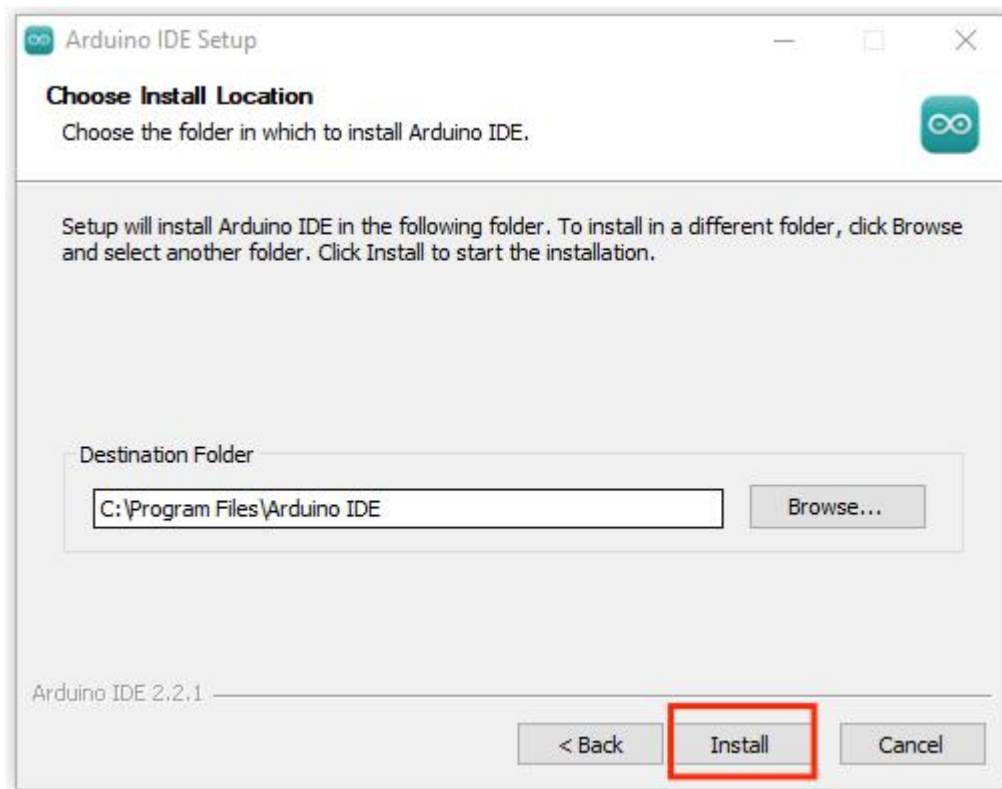 Arduino IDE Setup
Choose Install Location
Choose the folder in which to install Arduino IDE.
Setup will install Arduino IDE in the following folder. To install in a different folder, click Browse
and select another folder. Click Install to start the installation.
Destination Folder
C:\Program Files\Arduino IDE
Browse...
Arduino IDE 2.2.1
< Back
Install
Cancel